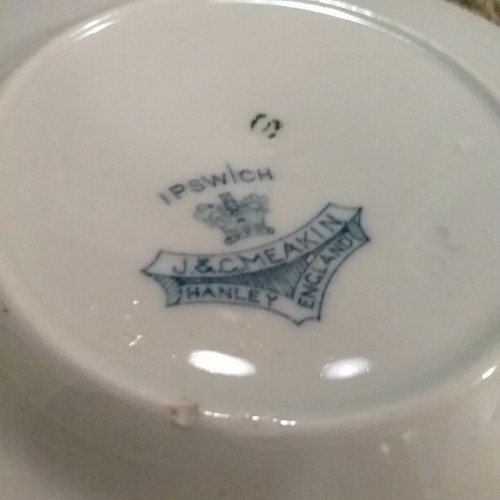 IPSWICH
J & G MEAKIN
HANLEY
ENGLAND